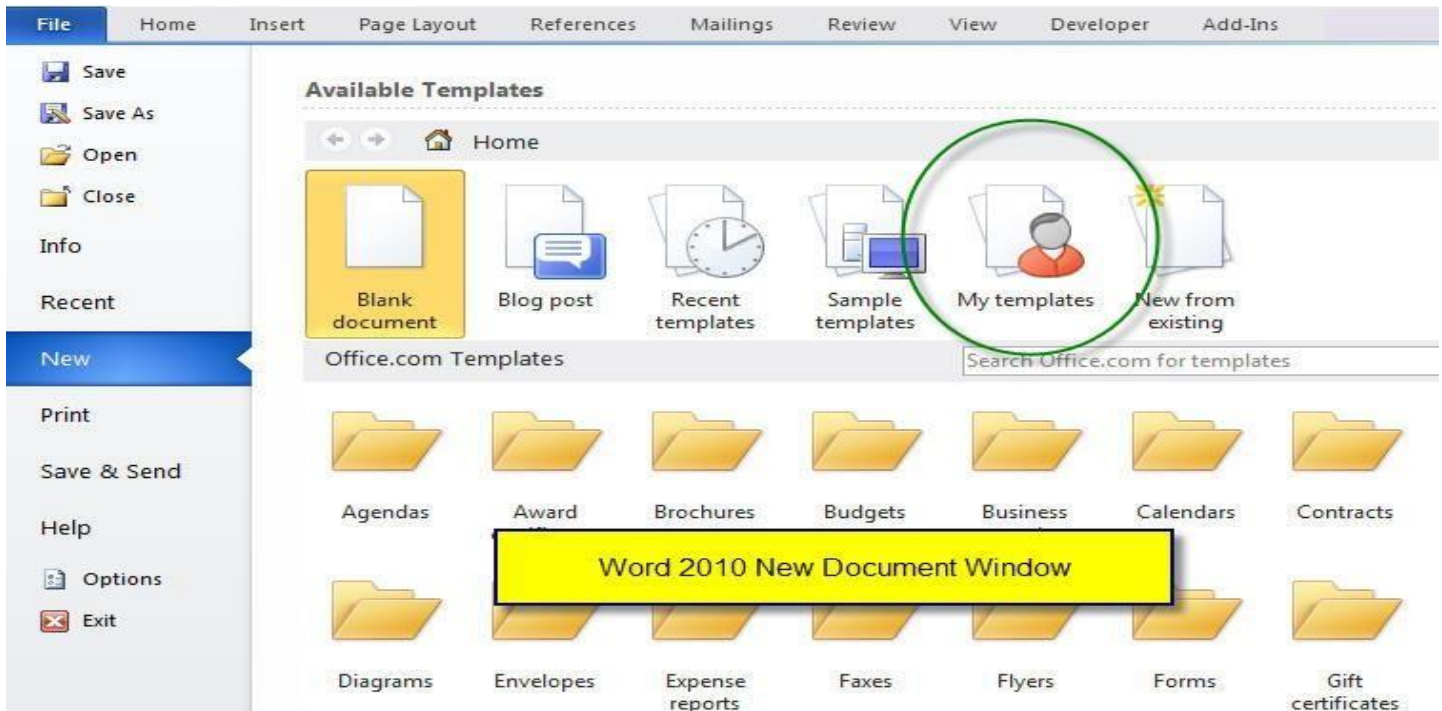 File Home Insert Page Layout References Mailings Review View Developer Add-Ins
Save
Save As
Open
Close
Info
Recent
New
Print
Save & Send
Help
Options
Exit
Available Templates
Home
Blank
document
Blog post
Recent
templates
Sample
templates
My templates
New from
existing
Office.com Templates
Search Office.com for templates
Agendas
Award
Brochures
Budgets
Business
Calendars
Contracts
Word 2010 New Document Window
Diagrams
Envelopes
Expense
reports
Faxes
Flyers
Forms
Gift
certificates